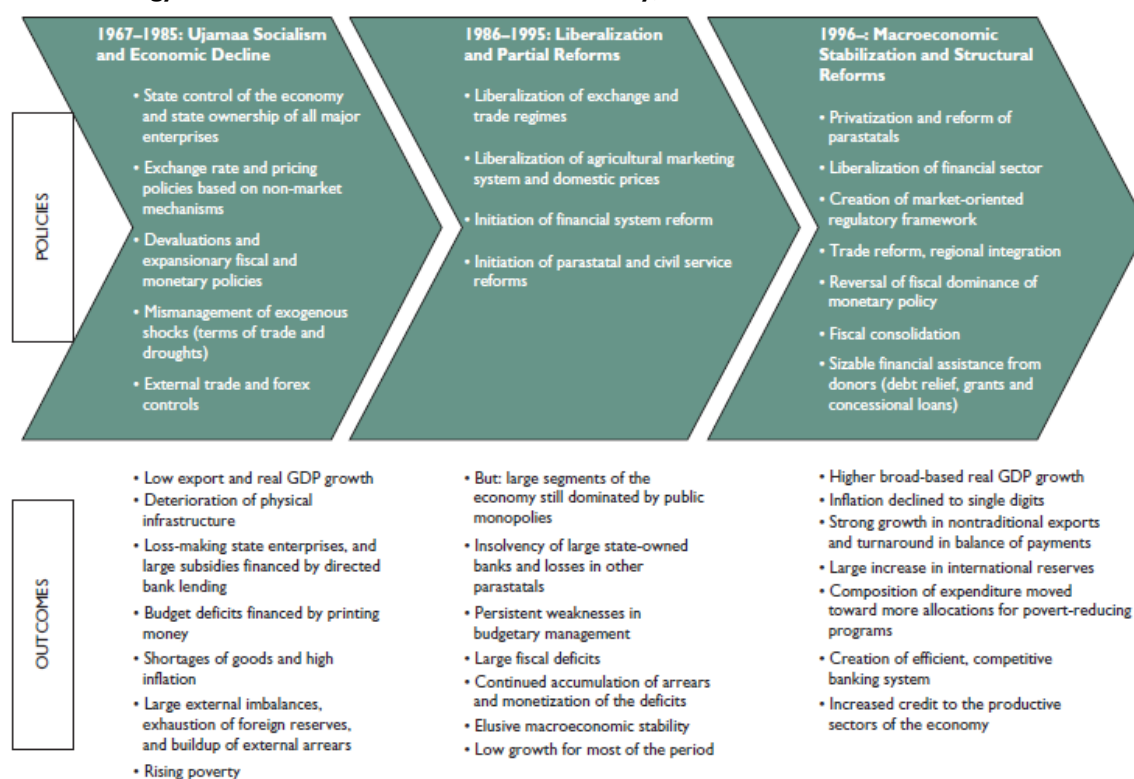 1967–1985: Ujamaa Socialism
and Economic Decline
• State control of the economy
and state ownership of all major
enterprises
• Exchange rate and pricing
policies based on non-market
mechanisms
• Devaluations and
expansionary fiscal and
monetary policies
• Mismanagement of exogenous
shocks (terms of trade and
droughts)
• External trade and forex
controls
1986–1995: Liberalization
and Partial Reforms
• Liberalization of exchange and
trade regimes
• Liberalization of agricultural marketing
system and domestic prices
• Initiation of financial system reform
• Initiation of parastatal and civil service
reforms
1996–: Macroeconomic
Stabilization and Structural
Reforms
• Privatization and reform of
parastatals
• Liberalization of financial sector
• Creation of market-oriented
regulatory framework
• Trade reform, regional integration
• Reversal of fiscal dominance of
monetary policy
• Fiscal consolidation
• Sizable financial assistance from
donors (debt relief, grants and
concessional loans)
POLICIES
OUTCOMES
• Low export and real GDP growth
• Deterioration of physical
infrastructure
• Loss-making state enterprises, and
large subsidies financed by directed
bank lending
• Budget deficits financed by printing
money
• Shortages of goods and high
inflation
• Large external imbalances,
exhaustion of foreign reserves,
and buildup of external arrears
• Rising poverty
• But: large segments of the
economy still dominated by public
monopolies
• Insolvency of large state-owned
banks and losses in other
parastatals
• Persistent weaknesses in
budgetary management
• Large fiscal deficits
• Continued accumulation of arrears
and monetization of the deficits
• Elusive macroeconomic stability
• Low growth for most of the period
• Higher broad-based real GDP growth
• Inflation declined to single digits
• Strong growth in nontraditional exports
and turnaround in balance of payments
• Large increase in international reserves
• Composition of expenditure moved
toward more allocations for povert-reducing
programs
• Creation of efficient, competitive
banking system
• Increased credit to the productive
sectors of the economy